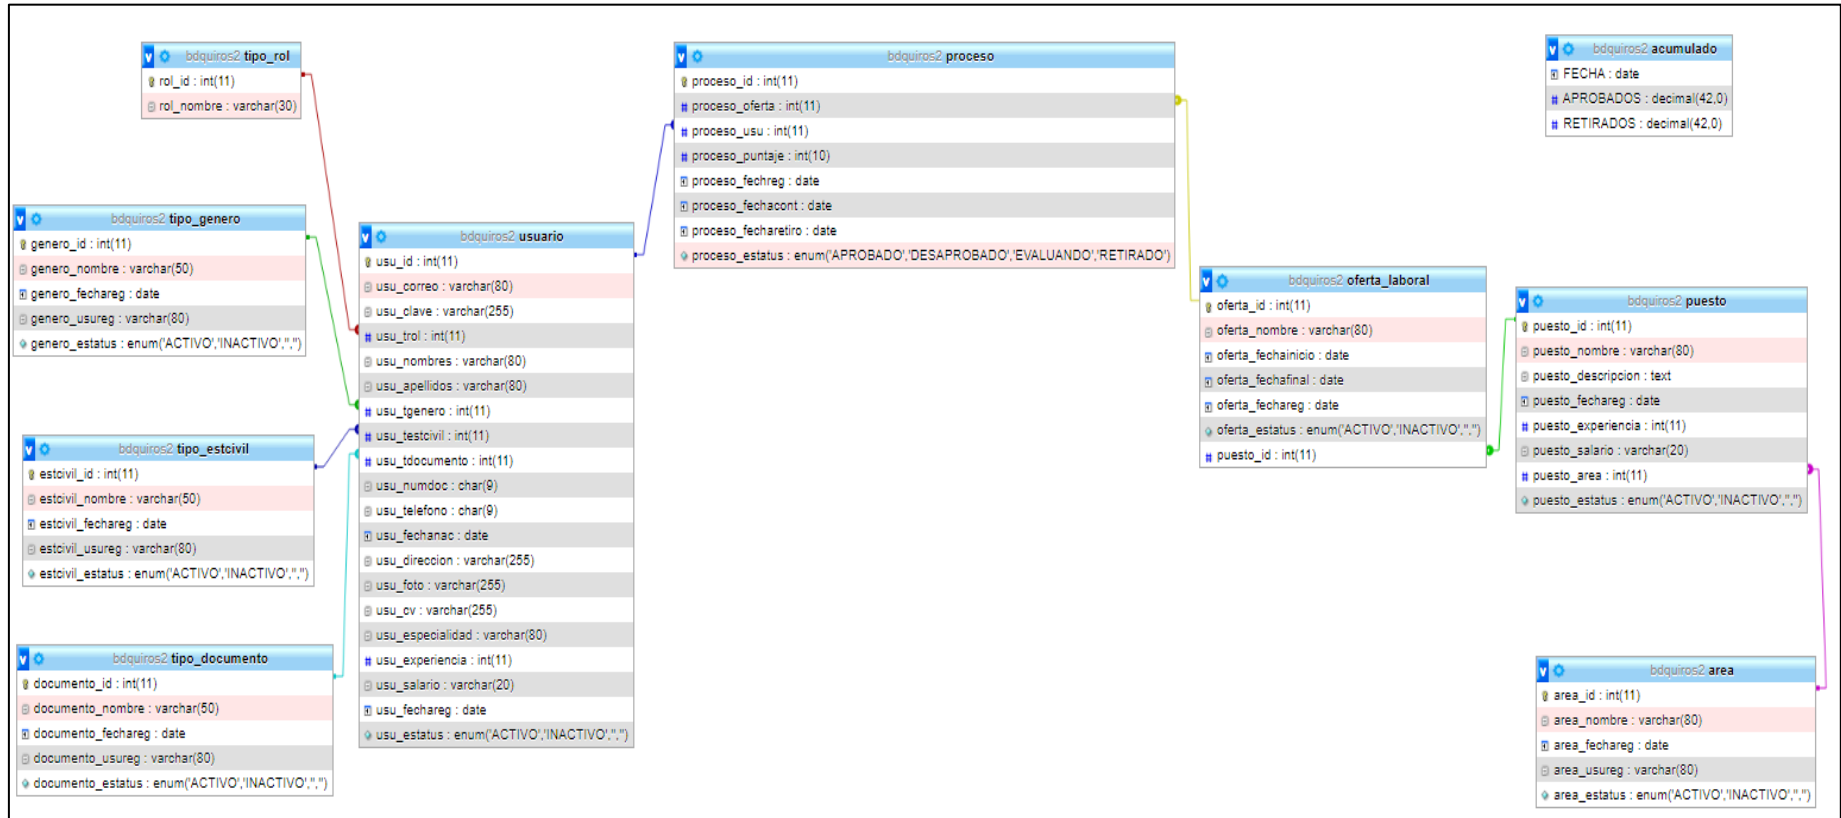 bdquiros2 tipo_rol
rol_id : int(11)
rol_nombre : varchar(30)
bdquiros2 tipo_genero
genero_id : int(11)
genero_nombre : varchar(50)
genero_fechareg : date
genero_usureg : varchar(80)
genero_estatus : enum('ACTIVO','INACTIVO','','')
bdquiros2 tipo_estcivil
estcivil_id : int(11)
estcivil_nombre : varchar(50)
estcivil_fechareg : date
estcivil_usureg : varchar(80)
estcivil_estatus : enum('ACTIVO','INACTIVO','','')
bdquiros2 tipo_documento
documento_id : int(11)
documento_nombre : varchar(50)
documento_fechareg : date
documento_usureg : varchar(80)
documento_estatus : enum('ACTIVO','INACTIVO','','')
bdquiros2 usuario
usu_id : int(11)
usu_correo : varchar(80)
usu_clave : varchar(255)
usu_trol : int(11)
usu_nombres : varchar(80)
usu_apellidos : varchar(80)
usu_tgenero : int(11)
usu_testcivil : int(11)
usu_tdocumento : int(11)
usu_numdoc : char(9)
usu_telefono : char(9)
usu_fechanac : date
usu_direccion : varchar(255)
usu_foto : varchar(255)
usu_cv : varchar(255)
usu_especialidad : varchar(80)
usu_experiencia : int(11)
usu_salario : varchar(20)
usu_fechareg : date
usu_estatus : enum('ACTIVO','INACTIVO','','')
bdquiros2 proceso
proceso_id : int(11)
proceso_oferta : int(11)
proceso_usu : int(11)
proceso_puntaje : int(10)
proceso_fechreg : date
proceso_fechacont : date
proceso_fecharetiro : date
proceso_estatus : enum('APROBADO','DESAPROBADO','EVALUANDO','RETIRADO')
bdquiros2 oferta_laboral
oferta_id : int(11)
oferta_nombre : varchar(80)
oferta_fechainicio : date
oferta_fechafinal : date
oferta_fechareg : date
oferta_estatus : enum('ACTIVO','INACTIVO','','')
puesto_id : int(11)
bdquiros2 acumulado
FECHA : date
APROBADOS : decimal(42,0)
RETIRADOS : decimal(42,0)
bdquiros2 puesto
puesto_id : int(11)
puesto_nombre : varchar(80)
puesto_descripcion : text
puesto_fechareg : date
puesto_experiencia : int(11)
puesto_salario : varchar(20)
puesto_area : int(11)
puesto_estatus : enum('ACTIVO','INACTIVO','','')
bdquiros2 area
area_id : int(11)
area_nombre : varchar(80)
area_fechareg : date
area_usureg : varchar(80)
area_estatus : enum('ACTIVO','INACTIVO','','')